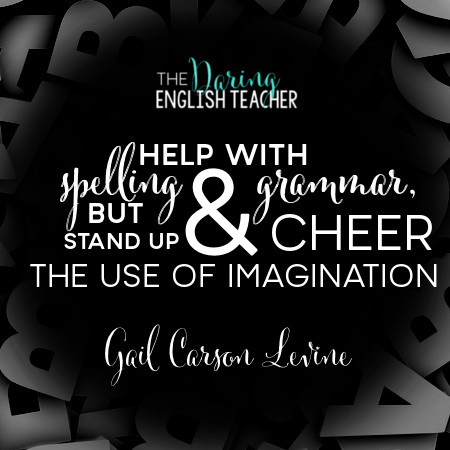 THE Daring
ENGLISH TEACHER
HELP WITH
spelling & grammar,
BUT
STAND UP & CHEER
THE USE OF IMAGINATION
Gail Carson Levine